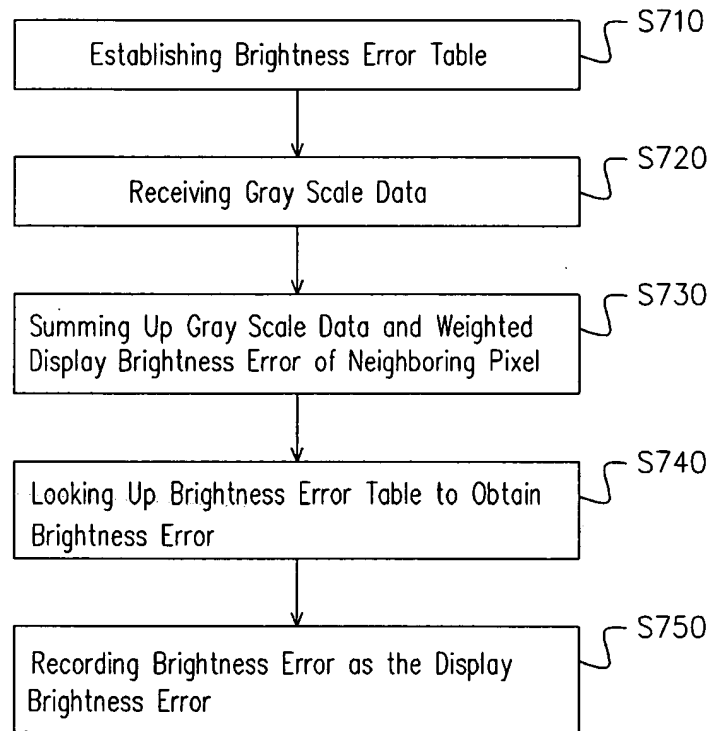 S710
Establishing Brightness Error Table
S720
Receiving Gray Scale Data
S730
Summing Up Gray Scale Data and Weighted
Display Brightness Error of Neighboring Pixel
S740
Looking Up Brightness Error Table to Obtain
Brightness Error
S750
Recording Brightness Error as the Display
Brightness Error